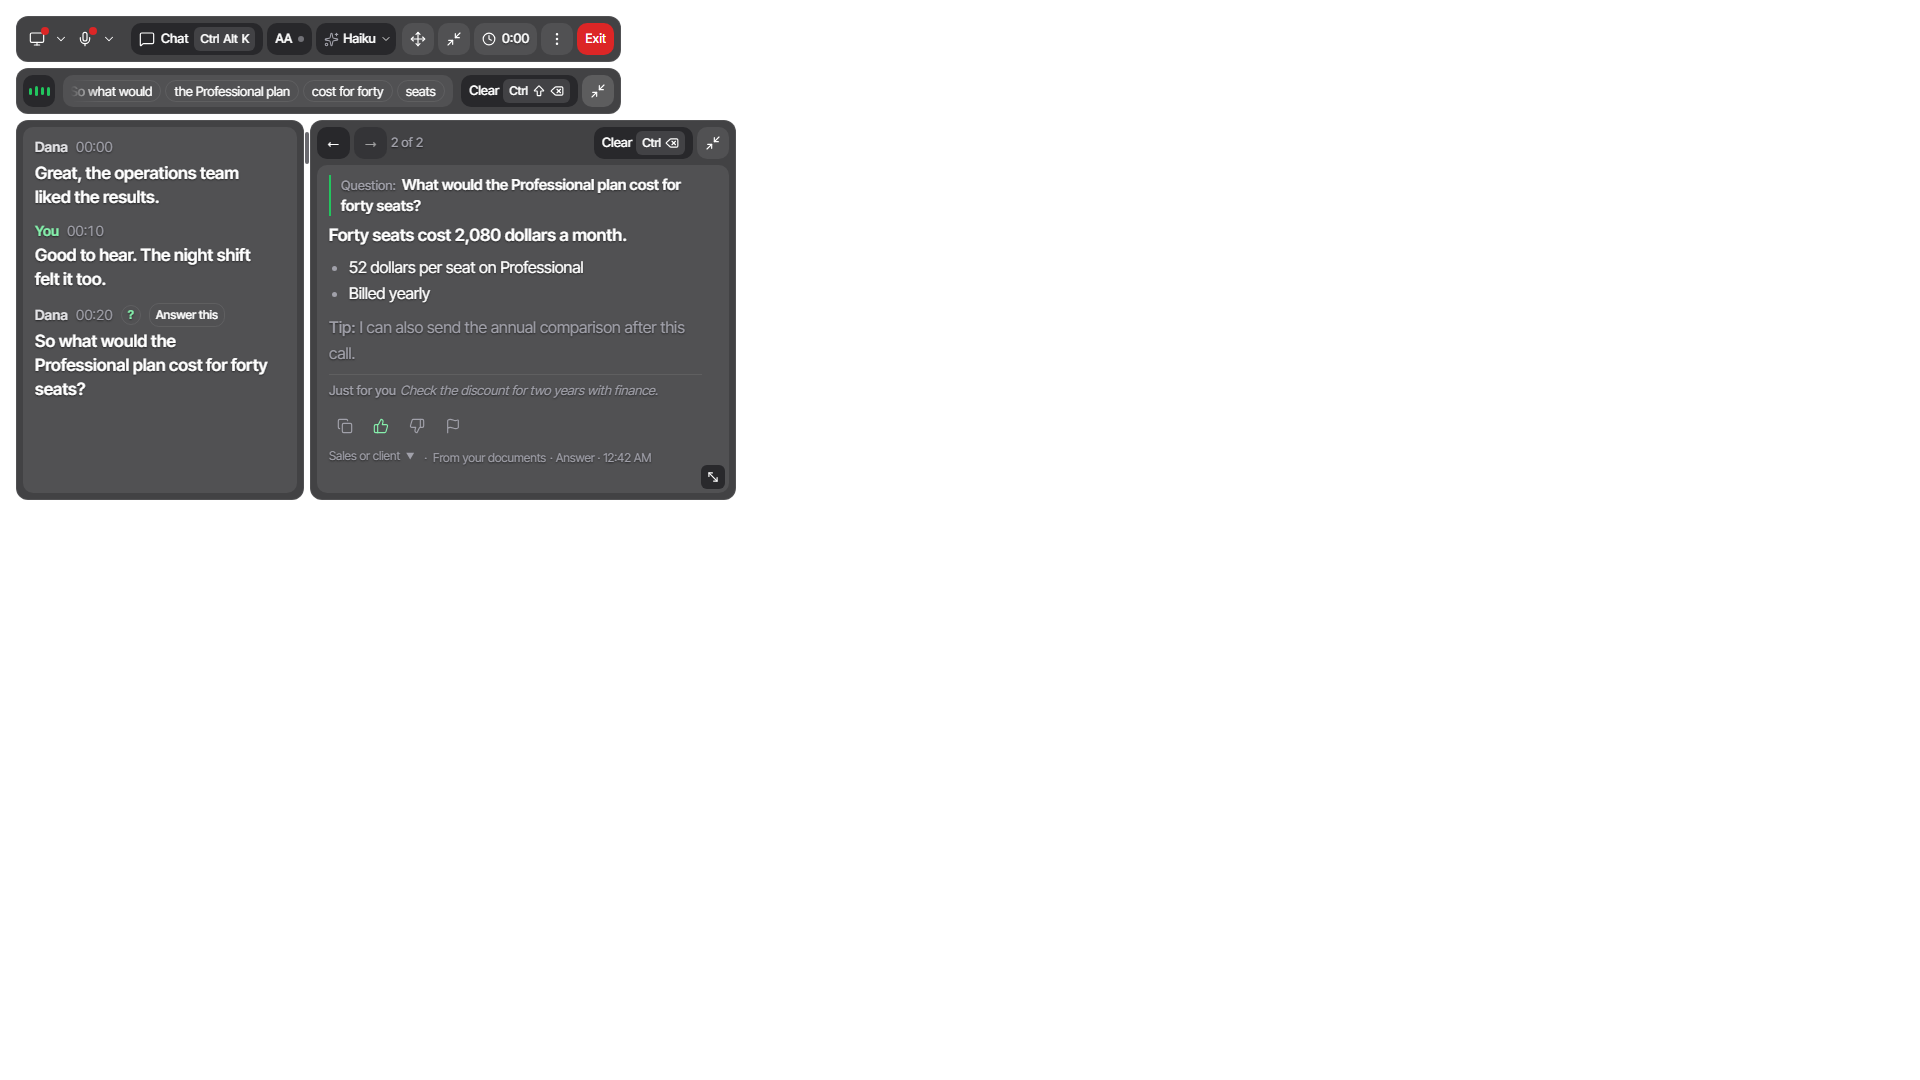 Chat Ctrl Alt K AA Haiku 0:00 Exit
So what would the Professional plan cost for forty seats Clear Ctrl
Dana 00:00
Great, the operations team
liked the results.
You 00:10
Good to hear. The night shift
felt it too.
Dana 00:20 ? Answer this
So what would the
Professional plan cost for forty
seats?
← → 2 of 2 Clear Ctrl
Question: What would the Professional plan cost for
forty seats?
Forty seats cost 2,080 dollars a month.
• 52 dollars per seat on Professional
• Billed yearly
Tip: I can also send the annual comparison after this
call.
Just for you Check the discount for two years with finance.
Sales or client ▼ · From your documents · Answer · 12:42 AM